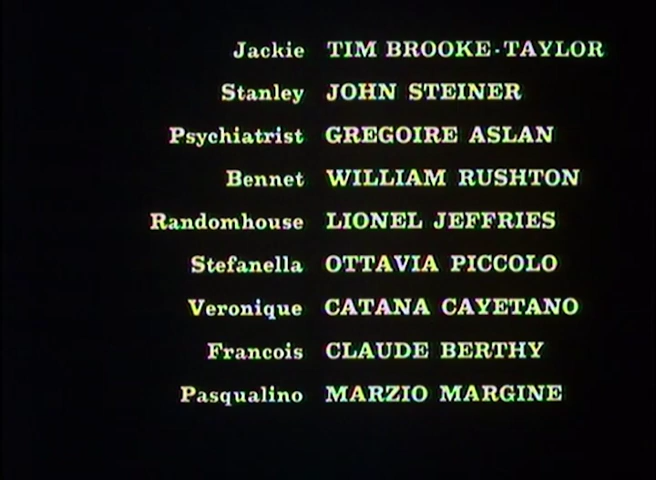 Jackie TIM BROOKE-TAYLOR
Stanley JOHN STEINER
Psychiatrist GREGOIRE ASLAN
Bennet WILLIAM RUSHTON
Randomhouse LIONEL JEFFRIES
Stefanella OTTAVIA PICCOLO
Veronique CATANA CAYETANO
Francois CLAUDE BERTHY
Pasqualino MARZIO MARGINE